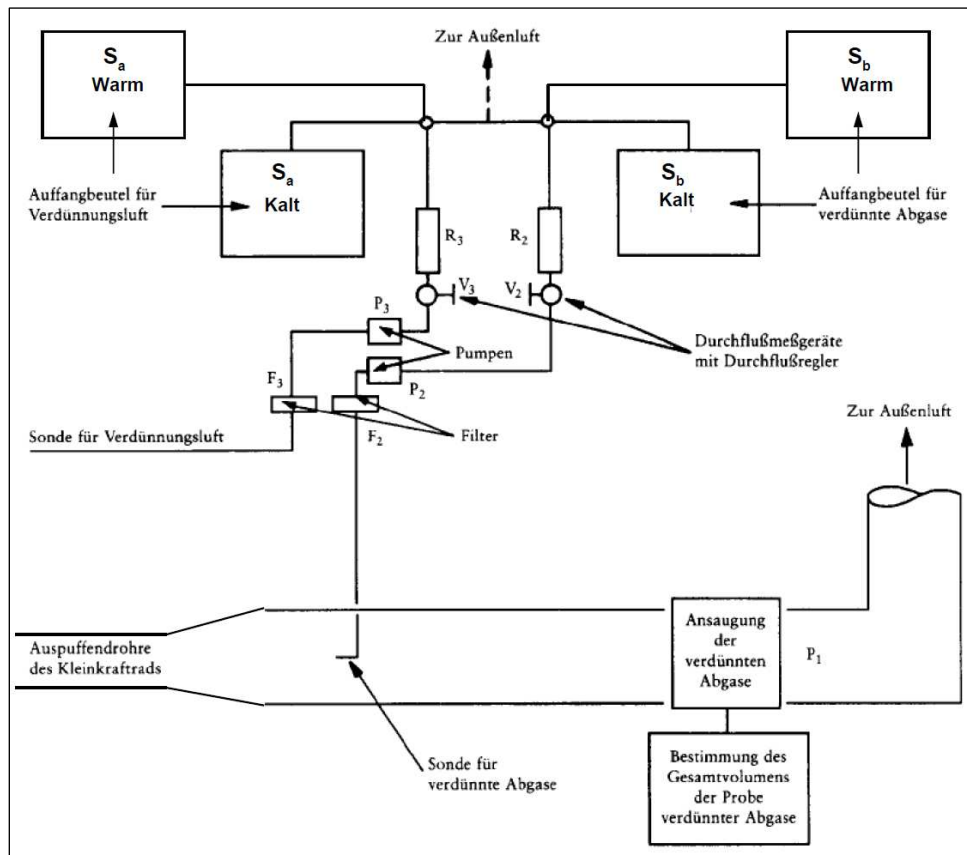 Zur Außenluft
Sa
Warm
Sb
Warm
Sa
Kalt
Sb
Kalt
Auffangbeutel für
Verdünnungsluft
Auffangbeutel für
verdünnte Abgase
R3
R2
V3
V2
P3
Pumpen
P2
Durchflußmeßgeräte
mit Durchflußregler
F3
F2
Filter
Sonde für Verdünnungsluft
Zur Außenluft
Auspuffendrohre
des Kleinkraftrads
Ansaugung
der
verdünnten
Abgase
P1
Sonde für
verdünnte Abgase
Bestimmung des
Gesamtvolumens
der Probe
verdünnter Abgase